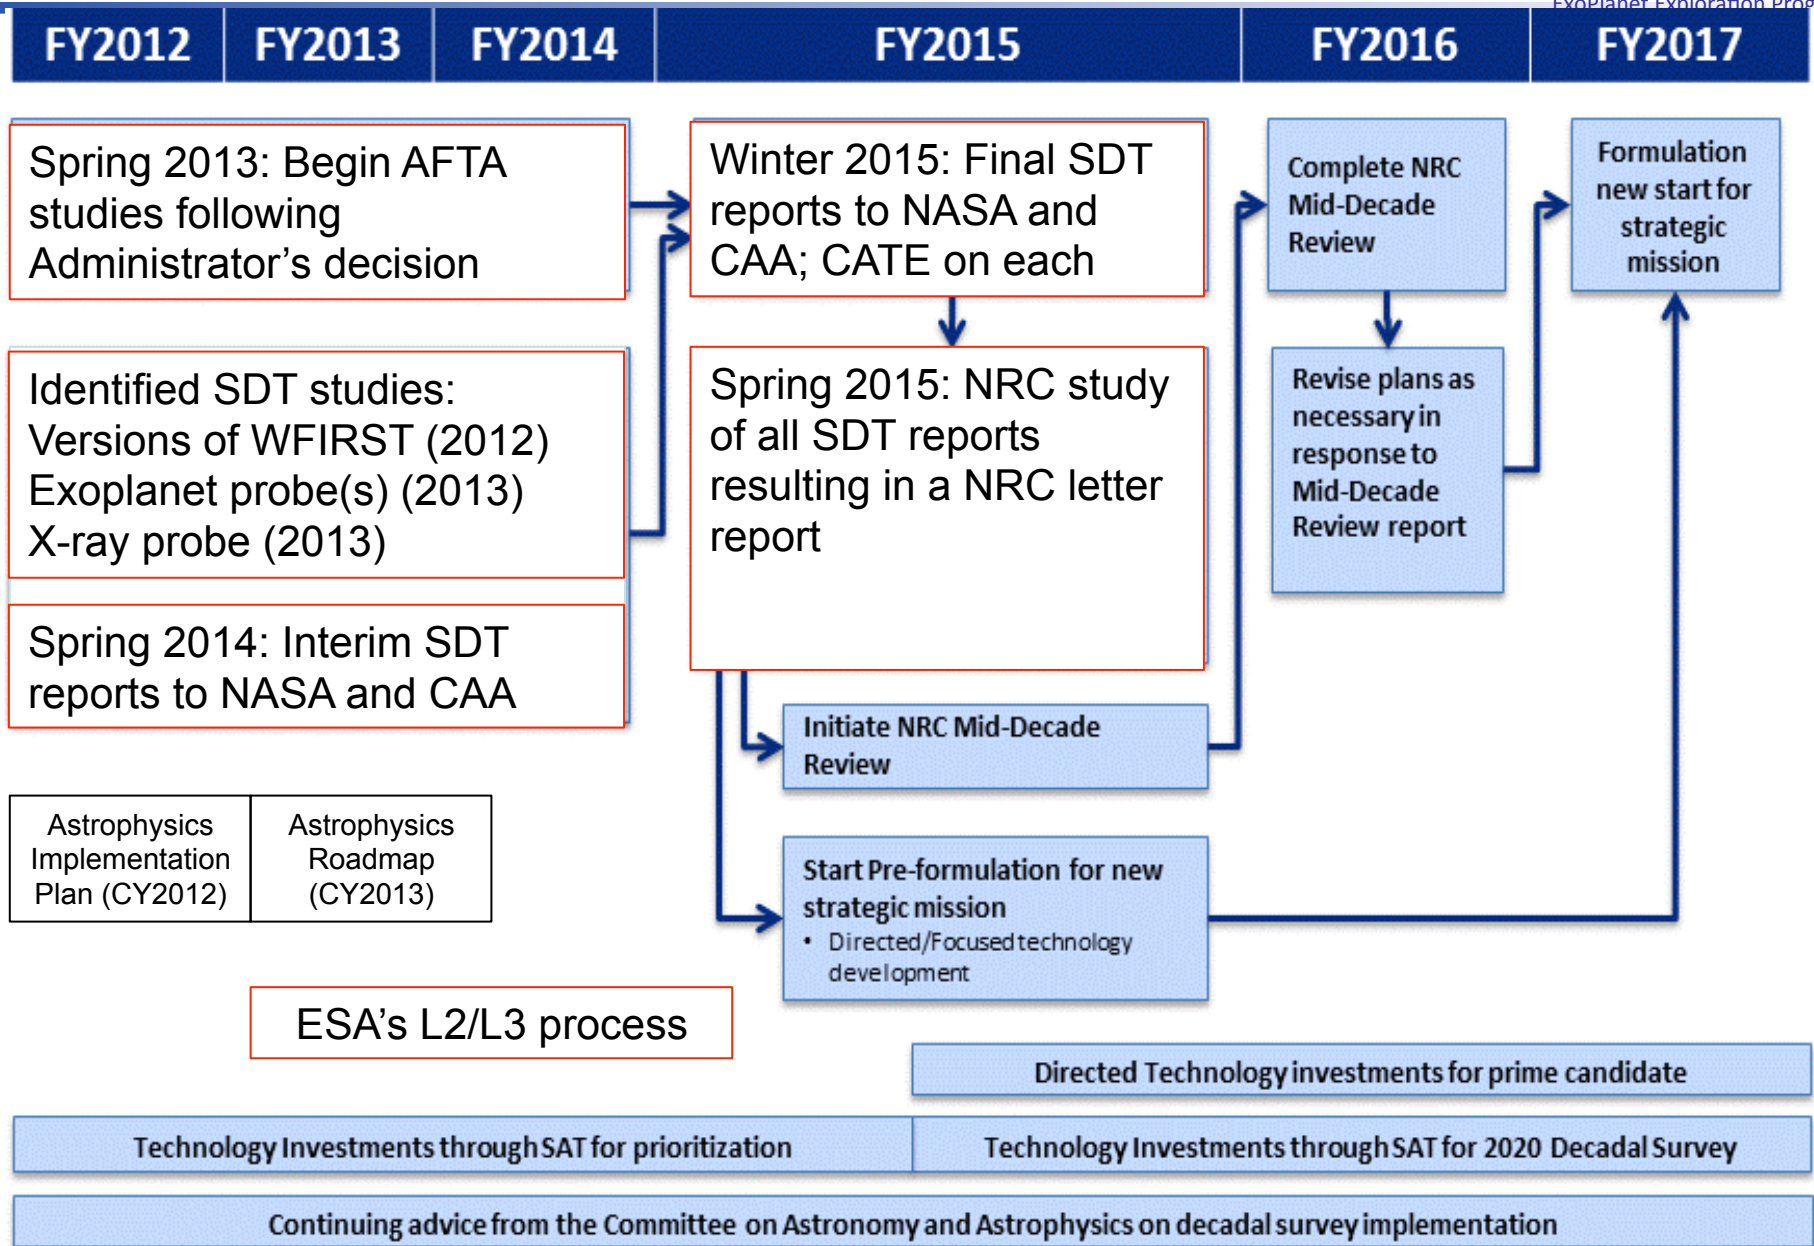 ExoPlanet Exploration Prog
FY2012
FY2013
FY2014
FY2015
FY2016
FY2017
Spring 2013: Begin AFTA
studies following
Administrator’s decision
Identified SDT studies:
Versions of WFIRST (2012)
Exoplanet probe(s) (2013)
X-ray probe (2013)
Spring 2014: Interim SDT
reports to NASA and CAA
Winter 2015: Final SDT
reports to NASA and
CAA; CATE on each
Spring 2015: NRC study
of all SDT reports
resulting in a NRC letter
report
Initiate NRC Mid-Decade
Review
Start Pre-formulation for new
strategic mission
• Directed/Focused technology
development
Complete NRC
Mid-Decade
Review
Revise plans as
necessary in
response to
Mid-Decade
Review report
Formulation
new start for
strategic
mission
Astrophysics
Implementation
Plan (CY2012)
Astrophysics
Roadmap
(CY2013)
ESA’s L2/L3 process
Directed Technology investments for prime candidate
Technology Investments through SAT for prioritization
Technology Investments through SAT for 2020 Decadal Survey
Continuing advice from the Committee on Astronomy and Astrophysics on decadal survey implementation